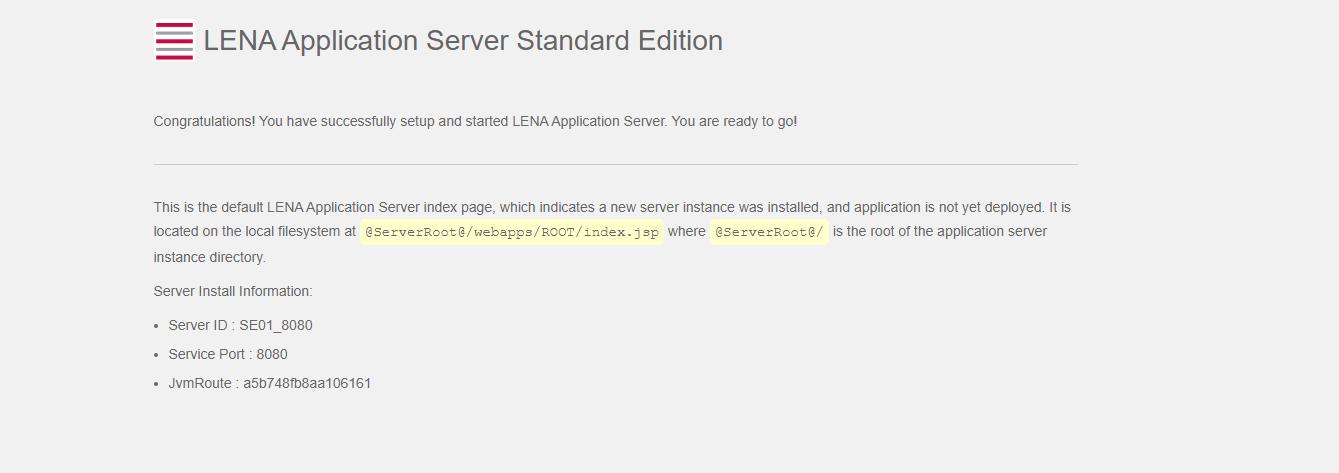 LENA Application Server Standard Edition
Congratulations! You have successfully setup and started LENA Application Server. You are ready to go!
This is the default LENA Application Server index page, which indicates a new server instance was installed, and application is not yet deployed. It is
located on the local filesystem at @ServerRoot@/webapps/ROOT/index.jsp where @ServerRoot@/ is the root of the application server
instance directory.
Server Install Information:
• Server ID : SE01_8080
• Service Port : 8080
• JvmRoute : a5b748fb8aa106161